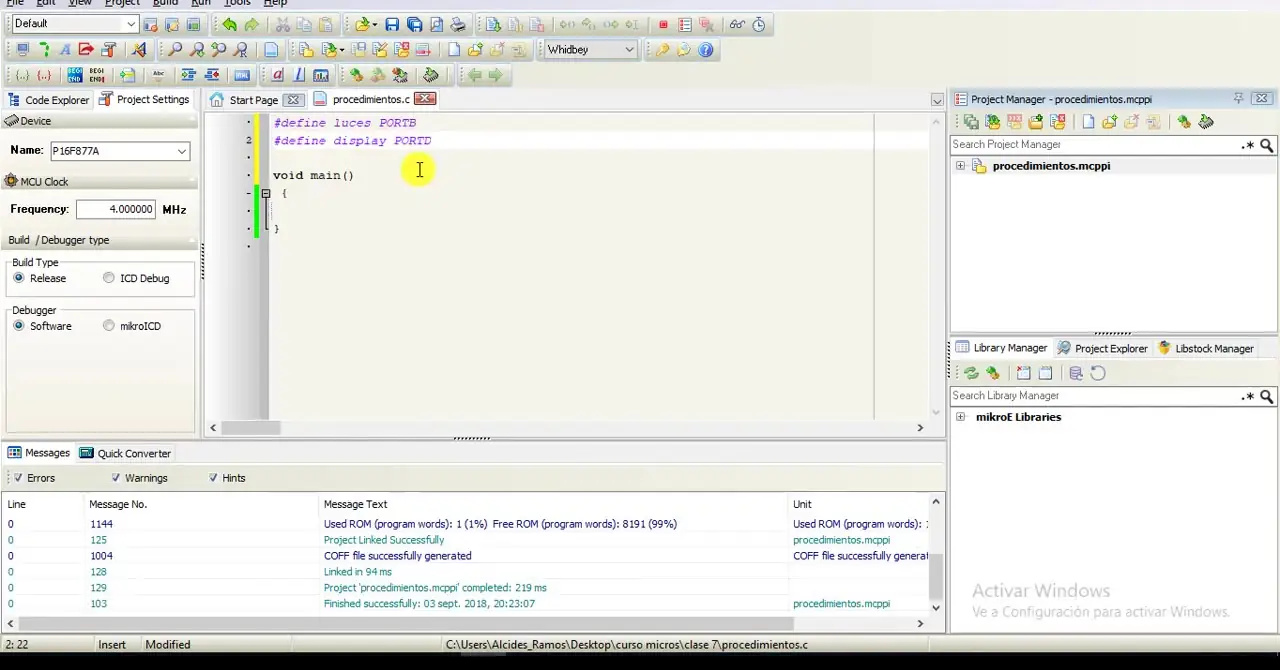 File Edit View Project Build Run Tools Help
Default
Whidbey
Code Explorer Project Settings
Device
Name: P16F877A
MCU Clock
Frequency: 4.000000 MHz
Build / Debugger type
Build Type
Release ICD Debug
Debugger
Software mikroICD
Start Page procedimientos.c
#define luces PORTB
2 #define display PORTD
void main()
{
}
Project Manager - procedimientos.mcppi
Search Project Manager
procedimientos.mcppi
Library Manager Project Explorer Libstock Manager
Search Library Manager
mikroE Libraries
Messages Quick Converter
Errors Warnings Hints
Line Message No. Message Text Unit
0 1144 Used ROM (program words): 1 (1%) Free ROM (program words): 8191 (99%) Used ROM (program words):
0 125 Project Linked Successfully procedimientos.mcppi
0 1004 COFF file successfully generated COFF file successfully generat
0 128 Linked in 94 ms
0 129 Project 'procedimientos.mcppi' completed: 219 ms
0 103 Finished successfully: 03 sept. 2018, 20:23:07 procedimientos.mcppi
Activar Windows
Ve a Configuración para activar Windows.
2: 22 Insert Modified C:\Users\Alcides_Ramos\Desktop\curso micros\clase 7\procedimientos.c